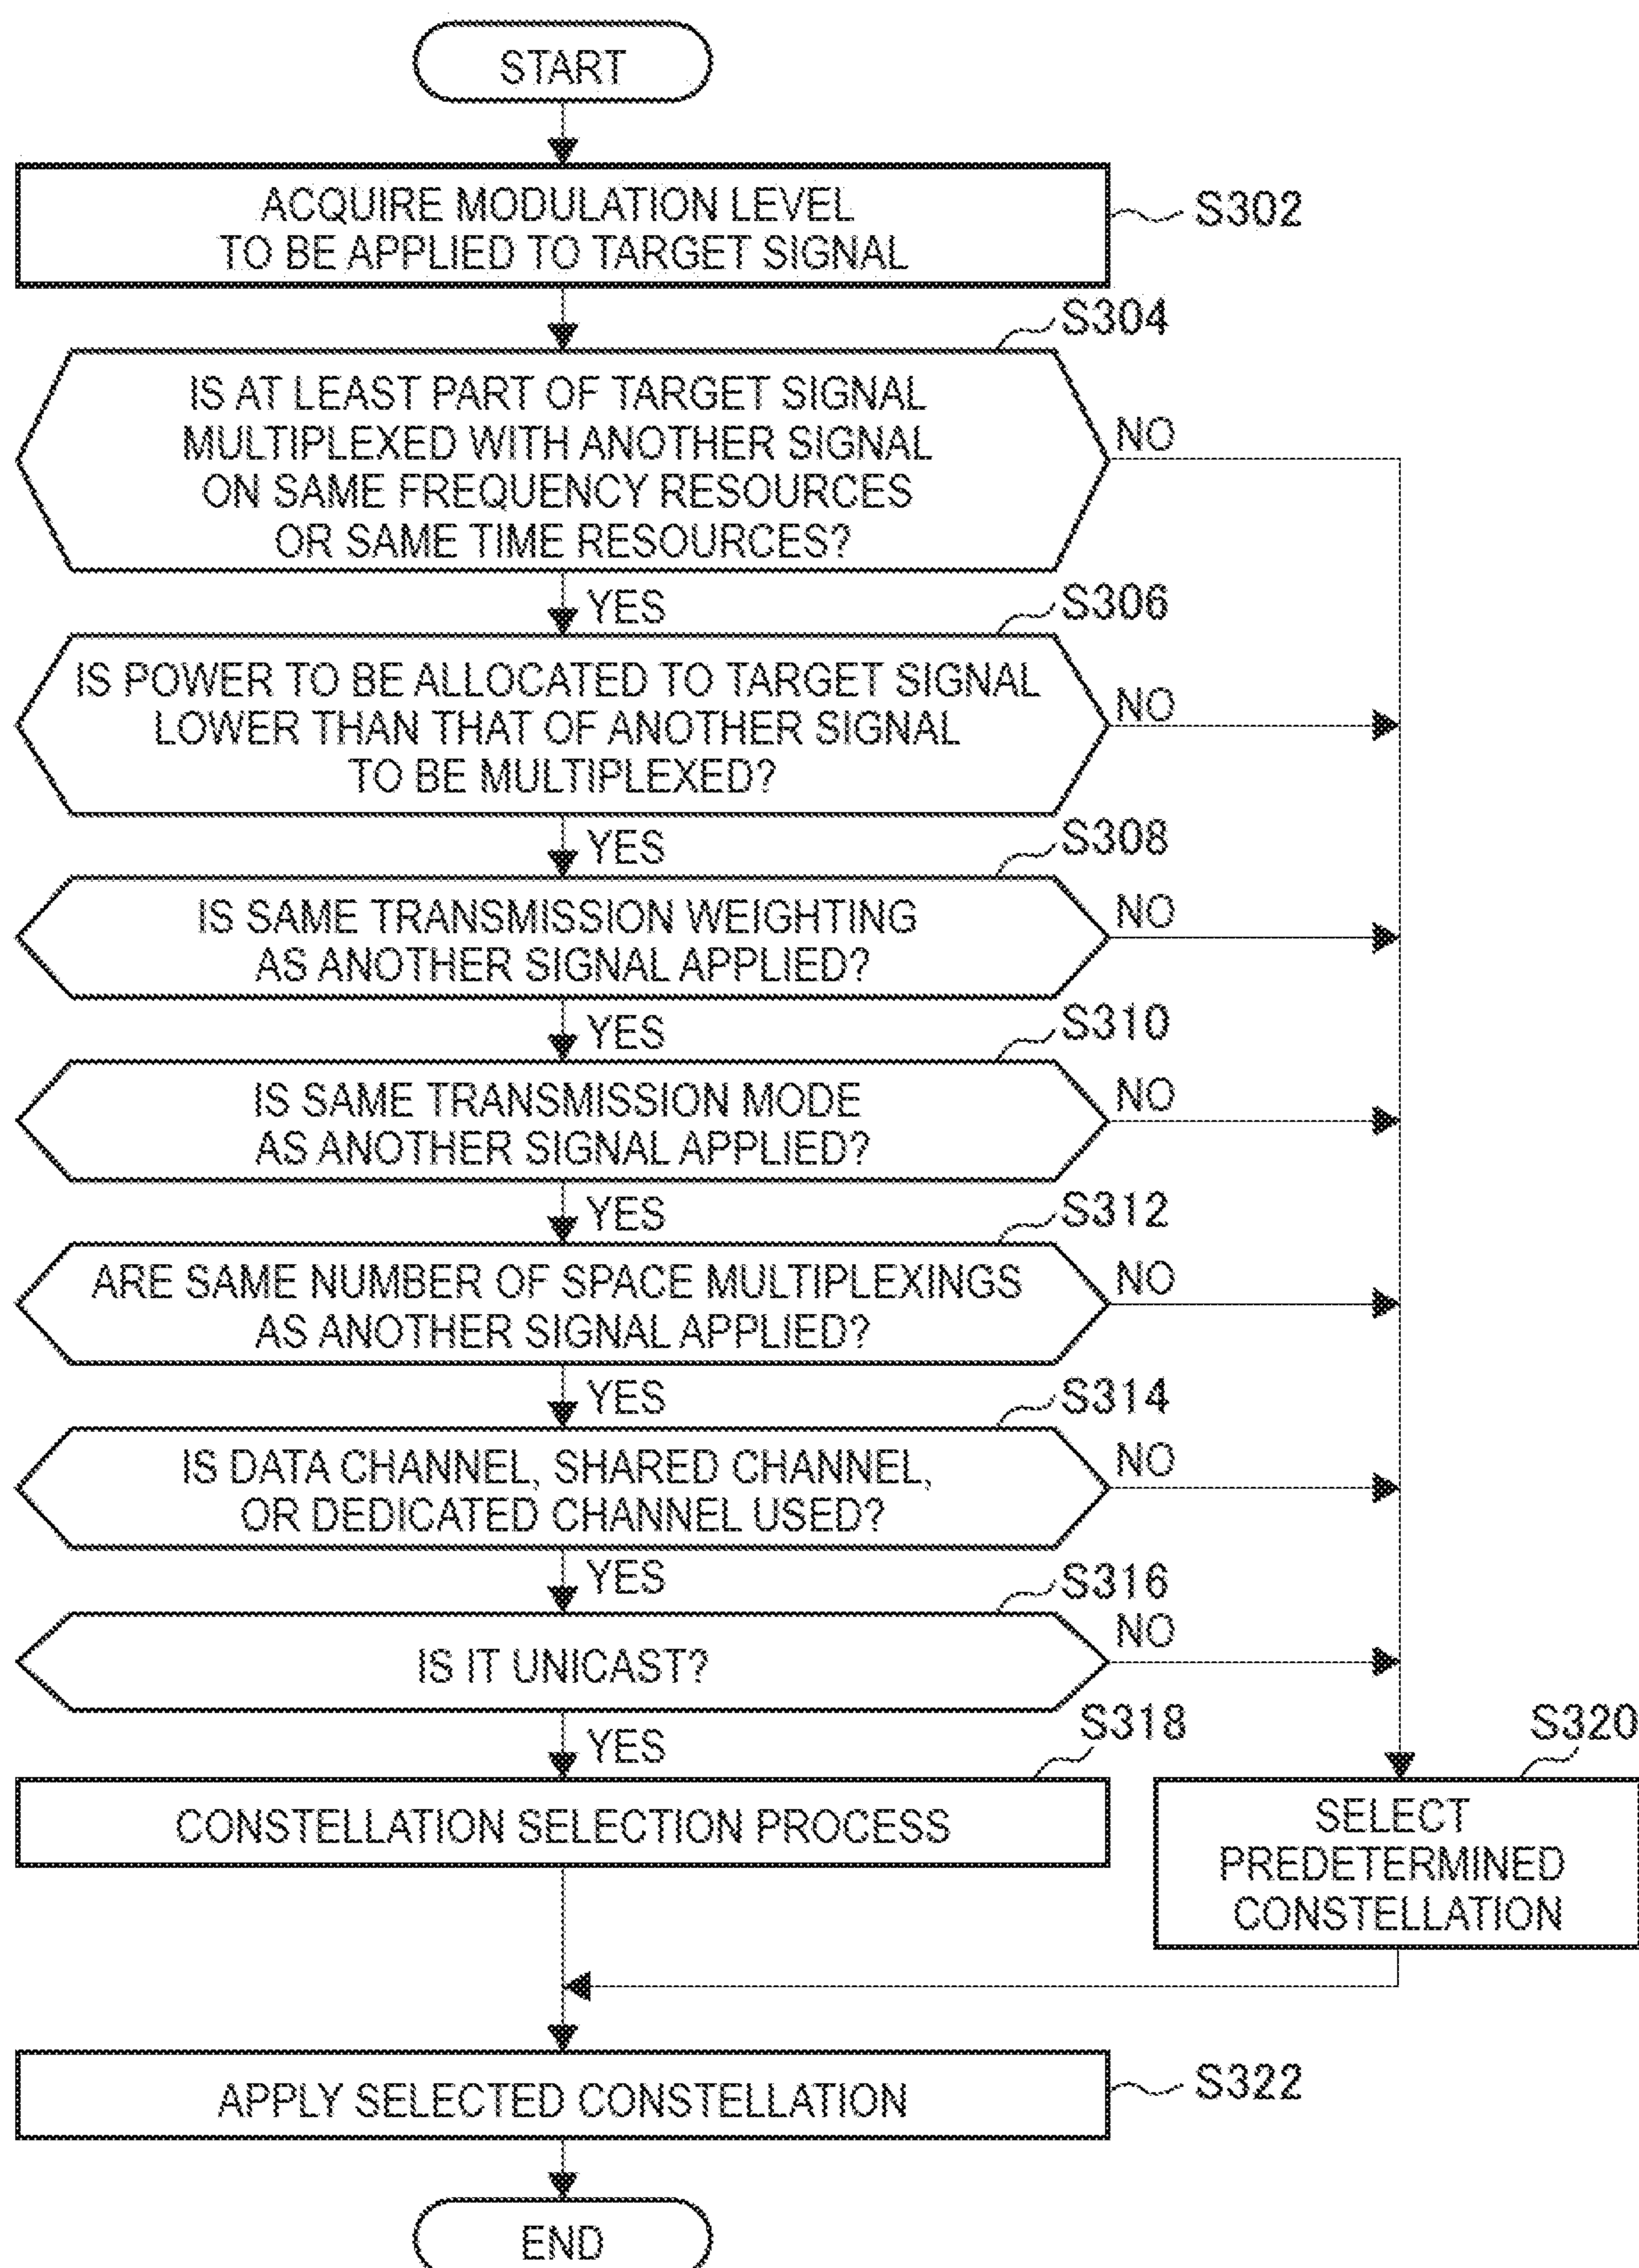 START
ACQUIRE MODULATION LEVEL
TO BE APPLIED TO TARGET SIGNAL
S302
S304
IS AT LEAST PART OF TARGET SIGNAL
MULTIPLEXED WITH ANOTHER SIGNAL
ON SAME FREQUENCY RESOURCES
OR SAME TIME RESOURCES?
NO
YES
S306
IS POWER TO BE ALLOCATED TO TARGET SIGNAL
LOWER THAN THAT OF ANOTHER SIGNAL
TO BE MULTIPLEXED?
NO
YES
S308
IS SAME TRANSMISSION WEIGHTING
AS ANOTHER SIGNAL APPLIED?
NO
YES
S310
IS SAME TRANSMISSION MODE
AS ANOTHER SIGNAL APPLIED?
NO
YES
S312
ARE SAME NUMBER OF SPACE MULTIPLEXINGS
AS ANOTHER SIGNAL APPLIED?
NO
YES
S314
IS DATA CHANNEL, SHARED CHANNEL,
OR DEDICATED CHANNEL USED?
NO
YES
S316
IS IT UNICAST?
NO
YES
S318
CONSTELLATION SELECTION PROCESS
S320
SELECT
PREDETERMINED
CONSTELLATION
APPLY SELECTED CONSTELLATION
S322
END